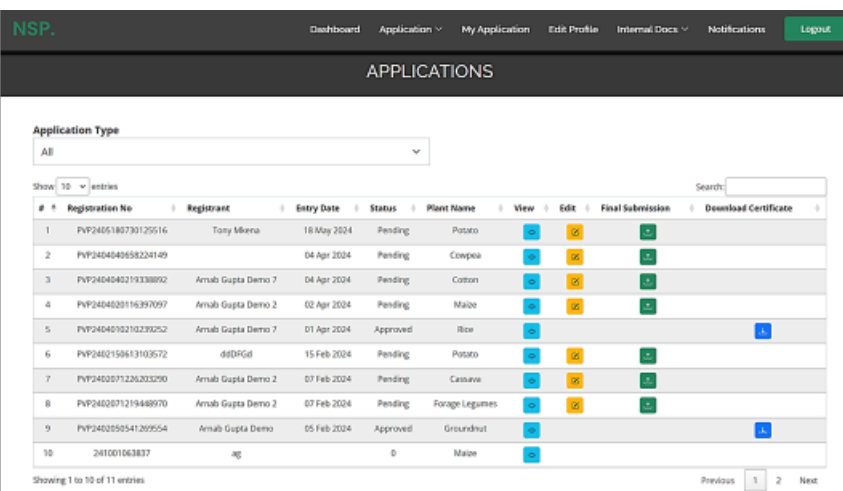 NSP.
Dashboard Application My Application Edit Profile Internal Docs Notifications Logout
APPLICATIONS
Application Type
All
Show 10 entries Search:
# Registration No Registrant Entry Date Status Plant Name View Edit Final Submission Download Certificate
1 PVP2405180730125516 Tony Mkena 18 May 2024 Pending Potato
2 PVP2404040658224149 04 Apr 2024 Pending Cowpea
3 PVP2404040219338892 Arnab Gupta Demo 7 04 Apr 2024 Pending Cotton
4 PVP2404020116397097 Arnab Gupta Demo 2 02 Apr 2024 Pending Maize
5 PVP2404010210239252 Arnab Gupta Demo 7 01 Apr 2024 Approved Rice
6 PVP2402150613103572 ddDFGd 15 Feb 2024 Pending Potato
7 PVP2402071226203290 Arnab Gupta Demo 2 07 Feb 2024 Pending Cassava
8 PVP2402071219448970 Arnab Gupta Demo 2 07 Feb 2024 Pending Forage Legumes
9 PVP2402050541269554 Arnab Gupta Demo 05 Feb 2024 Approved Groundnut
10 241001063837 ag 0 Maize
Showing 1 to 10 of 11 entries Previous 1 2 Next